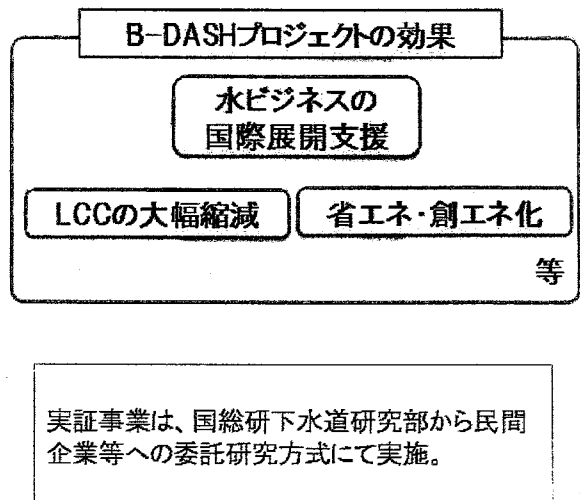 B-DASHプロジェクトの効果
水ビジネスの
国際展開支援
LCCの大幅縮減
省エネ・創エネ化
等
実証事業は、国総研下水道研究部から民間
企業等への委託研究方式にて実施。